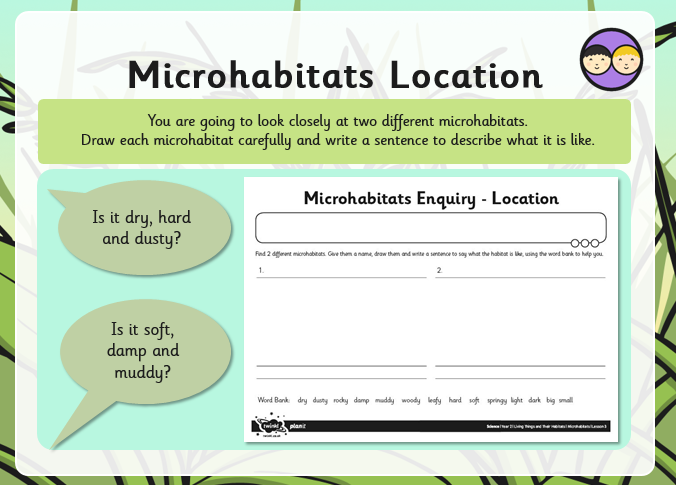 Microhabitats Location
You are going to look closely at two different microhabitats.
Draw each microhabitat carefully and write a sentence to describe what it is like.
Is it dry, hard
and dusty?
Is it soft,
damp and
muddy?
Microhabitats Enquiry - Location
Find 2 different microhabitats. Give them a name, draw them and write a sentence to say what the habitat is like, using the word bank to help you.
1.
2.
Word Bank: dry dusty rocky damp muddy woody leafy hard soft springy light dark big small
twinkl planit
Science | Year 2 | Living Things and Their Habitats | Microhabitats | Lesson 3
twinkl.co.uk